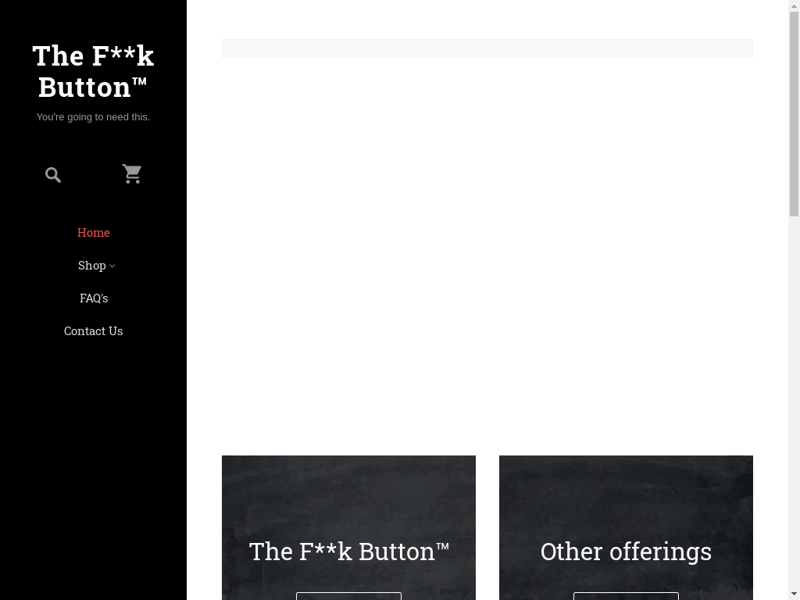 The F**k
Button™
You're going to need this.
Home
Shop
FAQ's
Contact Us
The F**k Button™
Other offerings